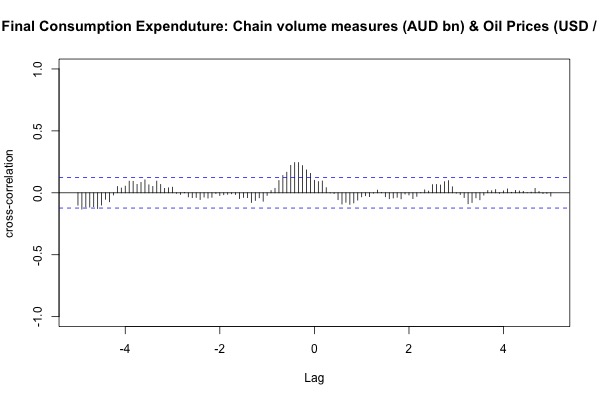 Final Consumption Expenduture: Chain volume measures (AUD bn) & Oil Prices (USD /
1.0
0.5
0.0
-0.5
-1.0
cross-correlation
-4 -2 0 2 4
Lag